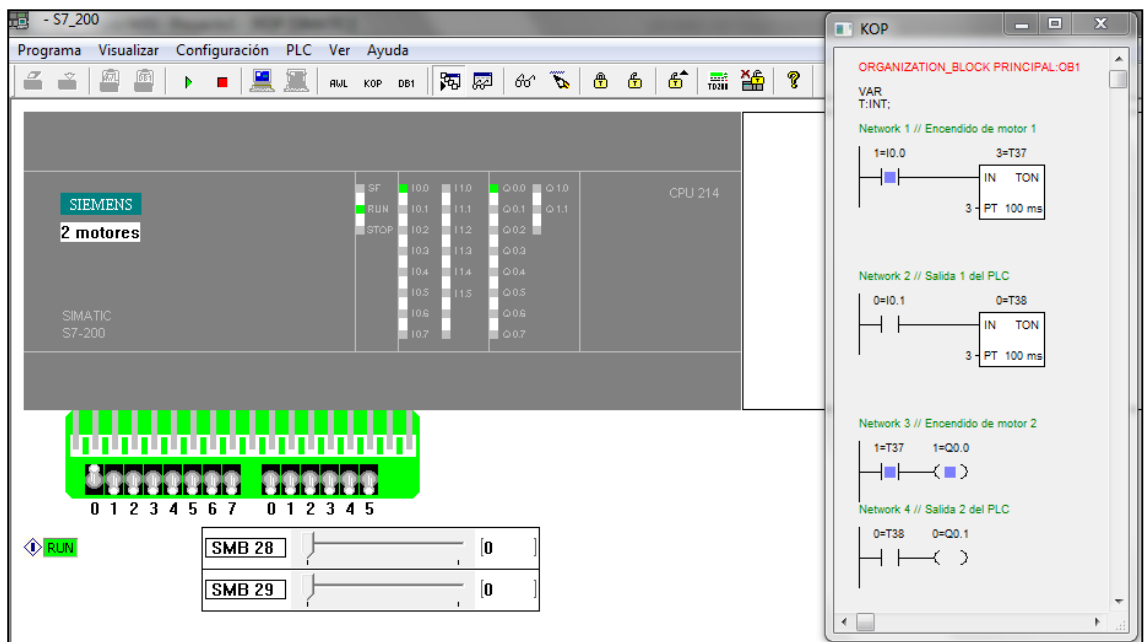 - S7_200
Programa Visualizar Configuración PLC Ver Ayuda
AWL KOP DB1 TD200
SIEMENS
2 motores
SIMATIC
S7-200
SF I0.0 I1.0 Q0.0 Q1.0
RUN I0.1 I1.1 Q0.1 Q1.1
STOP I0.2 I1.2 Q0.2
I0.3 I1.3 Q0.3
I0.4 I1.4 Q0.4
I0.5 I1.5 Q0.5
I0.6 Q0.6
I0.7 Q0.7
CPU 214
0 1 2 3 4 5 6 7 0 1 2 3 4 5
RUN
SMB 28 [0 ]
SMB 29 [0 ]
KOP
ORGANIZATION_BLOCK PRINCIPAL:OB1
VAR
T:INT;
Network 1 // Encendido de motor 1
1=I0.0 3=T37
IN TON
3 - PT 100 ms
Network 2 // Salida 1 del PLC
0=I0.1 0=T38
IN TON
3 - PT 100 ms
Network 3 // Encendido de motor 2
1=T37 1=Q0.0
Network 4 // Salida 2 del PLC
0=T38 0=Q0.1